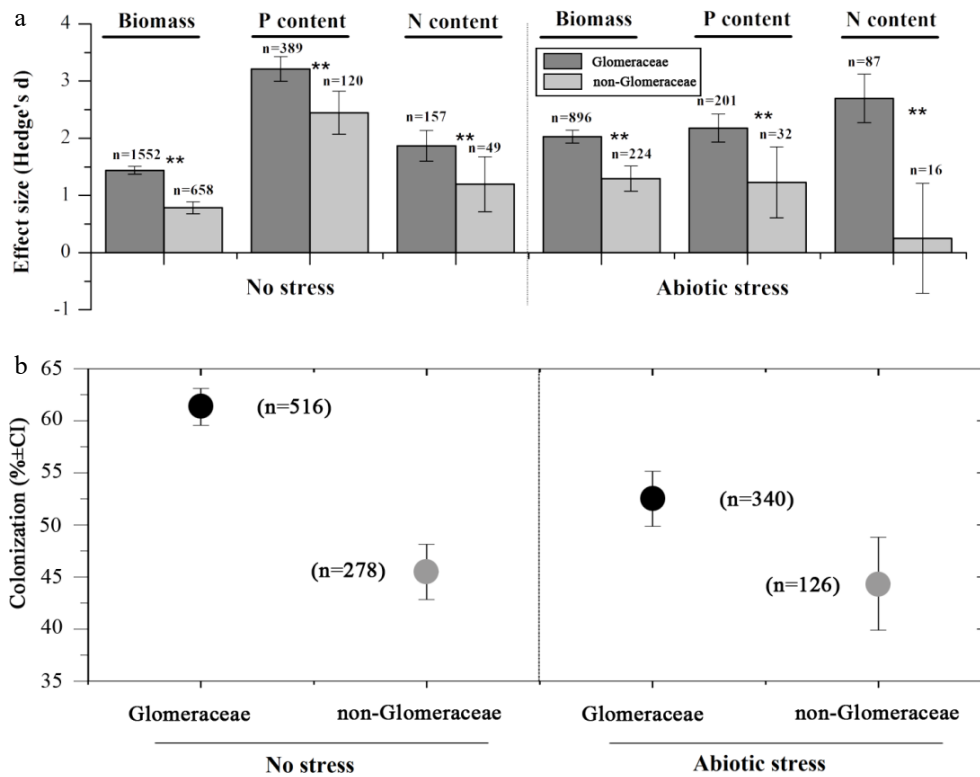 a
Biomass P content N content Biomass P content N content
Effect size (Hedge's d)
4
3
2
1
0
-1
n=1552
**
n=658
n=389
**
n=120
n=157
**
n=49
Glomeraceae
non-Glomeraceae
n=896
**
n=224
n=201
**
n=32
n=87
**
n=16
No stress Abiotic stress
b
Colonization (%±CI)
65
60
55
50
45
40
35
(n=516)
(n=278)
(n=340)
(n=126)
Glomeraceae non-Glomeraceae Glomeraceae non-Glomeraceae
No stress Abiotic stress